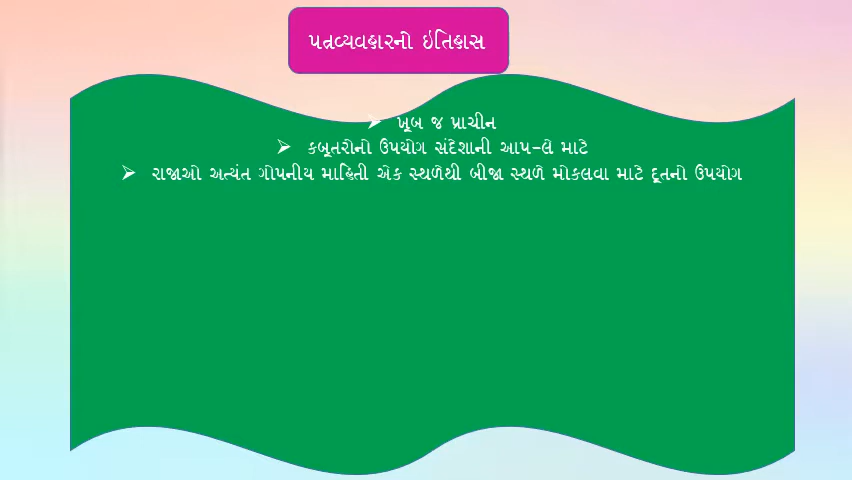 પત્રવ્યવહારનો ઇતિહાસ
➢ ખૂબ જ પ્રાચીન
➢ કબૂતરોનો ઉપયોગ સંદેશાની આપ-લે માટે
➢ રાજાઓ અત્યંત ગોપનીય માહિતી એક સ્થળેથી બીજા સ્થળે મોકલવા માટે દૂતનો ઉપયોગ